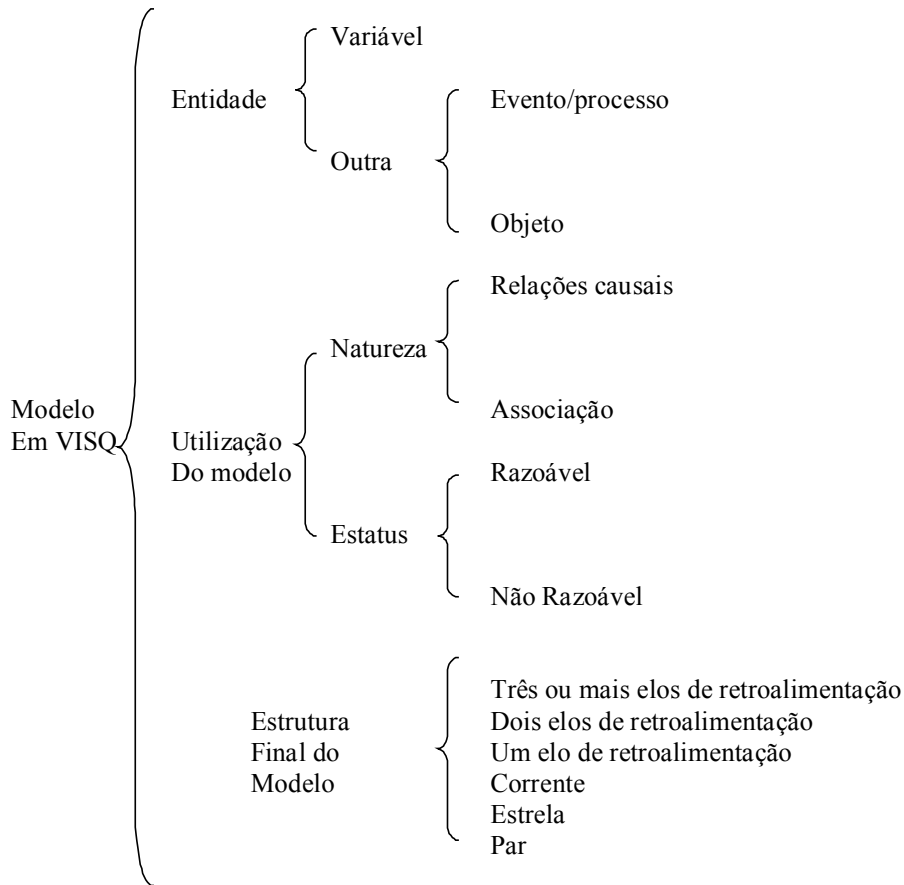 Variável
Entidade
Evento/processo
Outra
Objeto
Relações causais
Natureza
Associação
Modelo
Em VISQ
Utilização
Do modelo
Razoável
Estatus
Não Razoável
Três ou mais elos de retroalimentação
Dois elos de retroalimentação
Um elo de retroalimentação
Corrente
Estrela
Par
Estrutura
Final do
Modelo